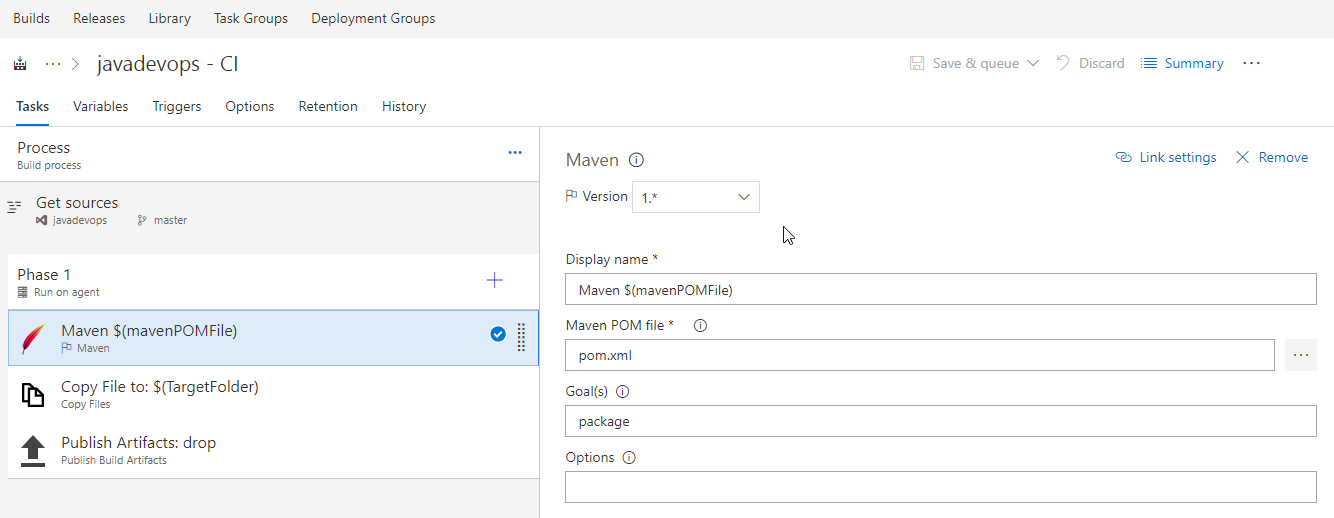 Builds Releases Library Task Groups Deployment Groups
··· > javadevops - CI Save & queue Discard Summary ···
Tasks Variables Triggers Options Retention History
Process
Build process
···
Get sources
javadevops master
Phase 1
Run on agent
Maven $(mavenPOMFile)
Maven
Copy File to: $(TargetFolder)
Copy Files
Publish Artifacts: drop
Publish Build Artifacts
Maven Link settings Remove
Version 1.*
Display name *
Maven $(mavenPOMFile)
Maven POM file *
pom.xml
···
Goal(s)
package
Options